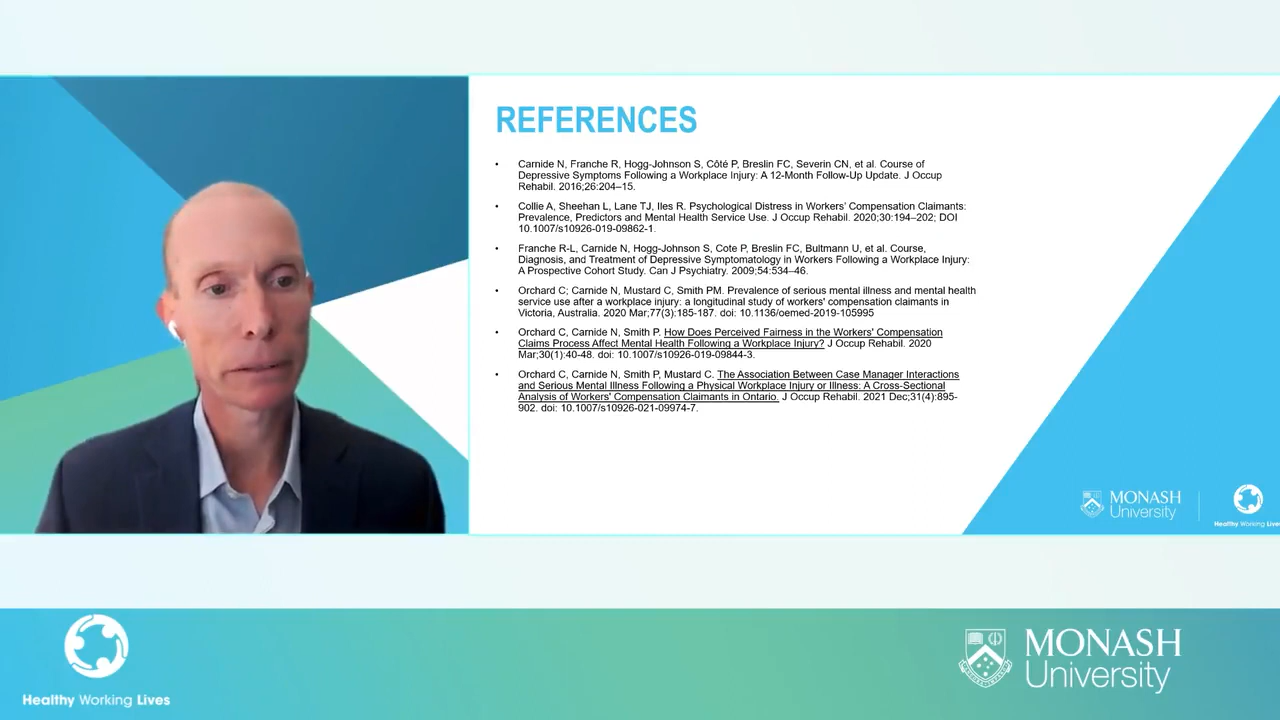 REFERENCES
• Carnide N, Franche R, Hogg-Johnson S, Côté P, Breslin FC, Severin CN, et al. Course of
Depressive Symptoms Following a Workplace Injury: A 12-Month Follow-Up Update. J Occup
Rehabil. 2016;26:204–15.
• Collie A, Sheehan L, Lane TJ, Iles R. Psychological Distress in Workers’ Compensation Claimants:
Prevalence, Predictors and Mental Health Service Use. J Occup Rehabil. 2020;30:194–202; DOI
10.1007/s10926-019-09862-1.
• Franche R-L, Carnide N, Hogg-Johnson S, Cote P, Breslin FC, Bultmann U, et al. Course,
Diagnosis, and Treatment of Depressive Symptomatology in Workers Following a Workplace Injury:
A Prospective Cohort Study. Can J Psychiatry. 2009;54:534–46.
• Orchard C; Carnide N, Mustard C, Smith PM. Prevalence of serious mental illness and mental health
service use after a workplace injury: a longitudinal study of workers' compensation claimants in
Victoria, Australia. 2020 Mar;77(3):185-187. doi: 10.1136/oemed-2019-105995
• Orchard C, Carnide N, Smith P. How Does Perceived Fairness in the Workers' Compensation
Claims Process Affect Mental Health Following a Workplace Injury? J Occup Rehabil. 2020
Mar;30(1):40-48. doi: 10.1007/s10926-019-09844-3.
• Orchard C, Carnide N, Smith P, Mustard C. The Association Between Case Manager Interactions
and Serious Mental Illness Following a Physical Workplace Injury or Illness: A Cross-Sectional
Analysis of Workers' Compensation Claimants in Ontario. J Occup Rehabil. 2021 Dec;31(4):895-
902. doi: 10.1007/s10926-021-09974-7.
MONASH
University
Healthy Working Lives
Healthy Working Lives
MONASH
University